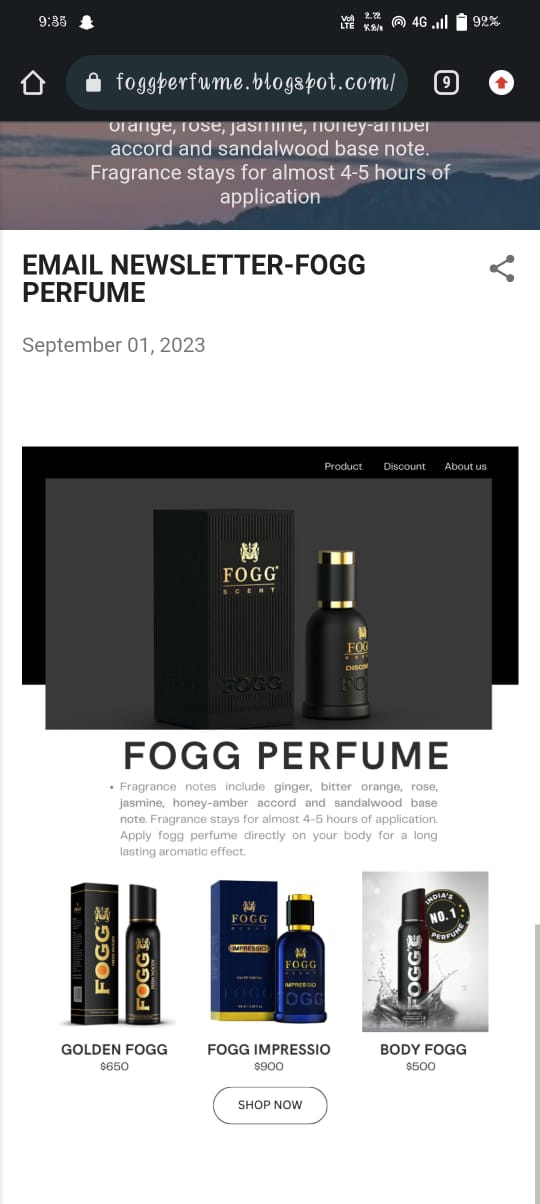 9:35
Vo) LTE
2.72 KB/s
4G
92%
foggperfume.blogspot.com/
9
orange, rose, jasmine, honey-amber
accord and sandalwood base note.
Fragrance stays for almost 4-5 hours of
application
EMAIL NEWSLETTER-FOGG
PERFUME
September 01, 2023
Product Discount About us
FOGG
SCENT
FOGG
FOGG PERFUME
• Fragrance notes include ginger, bitter orange, rose,
jasmine, honey-amber accord and sandalwood base
note. Fragrance stays for almost 4-5 hours of application.
Apply fogg perfume directly on your body for a long
lasting aromatic effect.
FOGG
FOGG
FOGG
SCENT
IMPRESSIO
FOGG
FOGG
SCENT
IMPRESSIO
FOGG
INDIA'S
NO. 1
PERFUME
GOLDEN FOGG
$650
FOGG IMPRESSIO
$900
BODY FOGG
$500
SHOP NOW